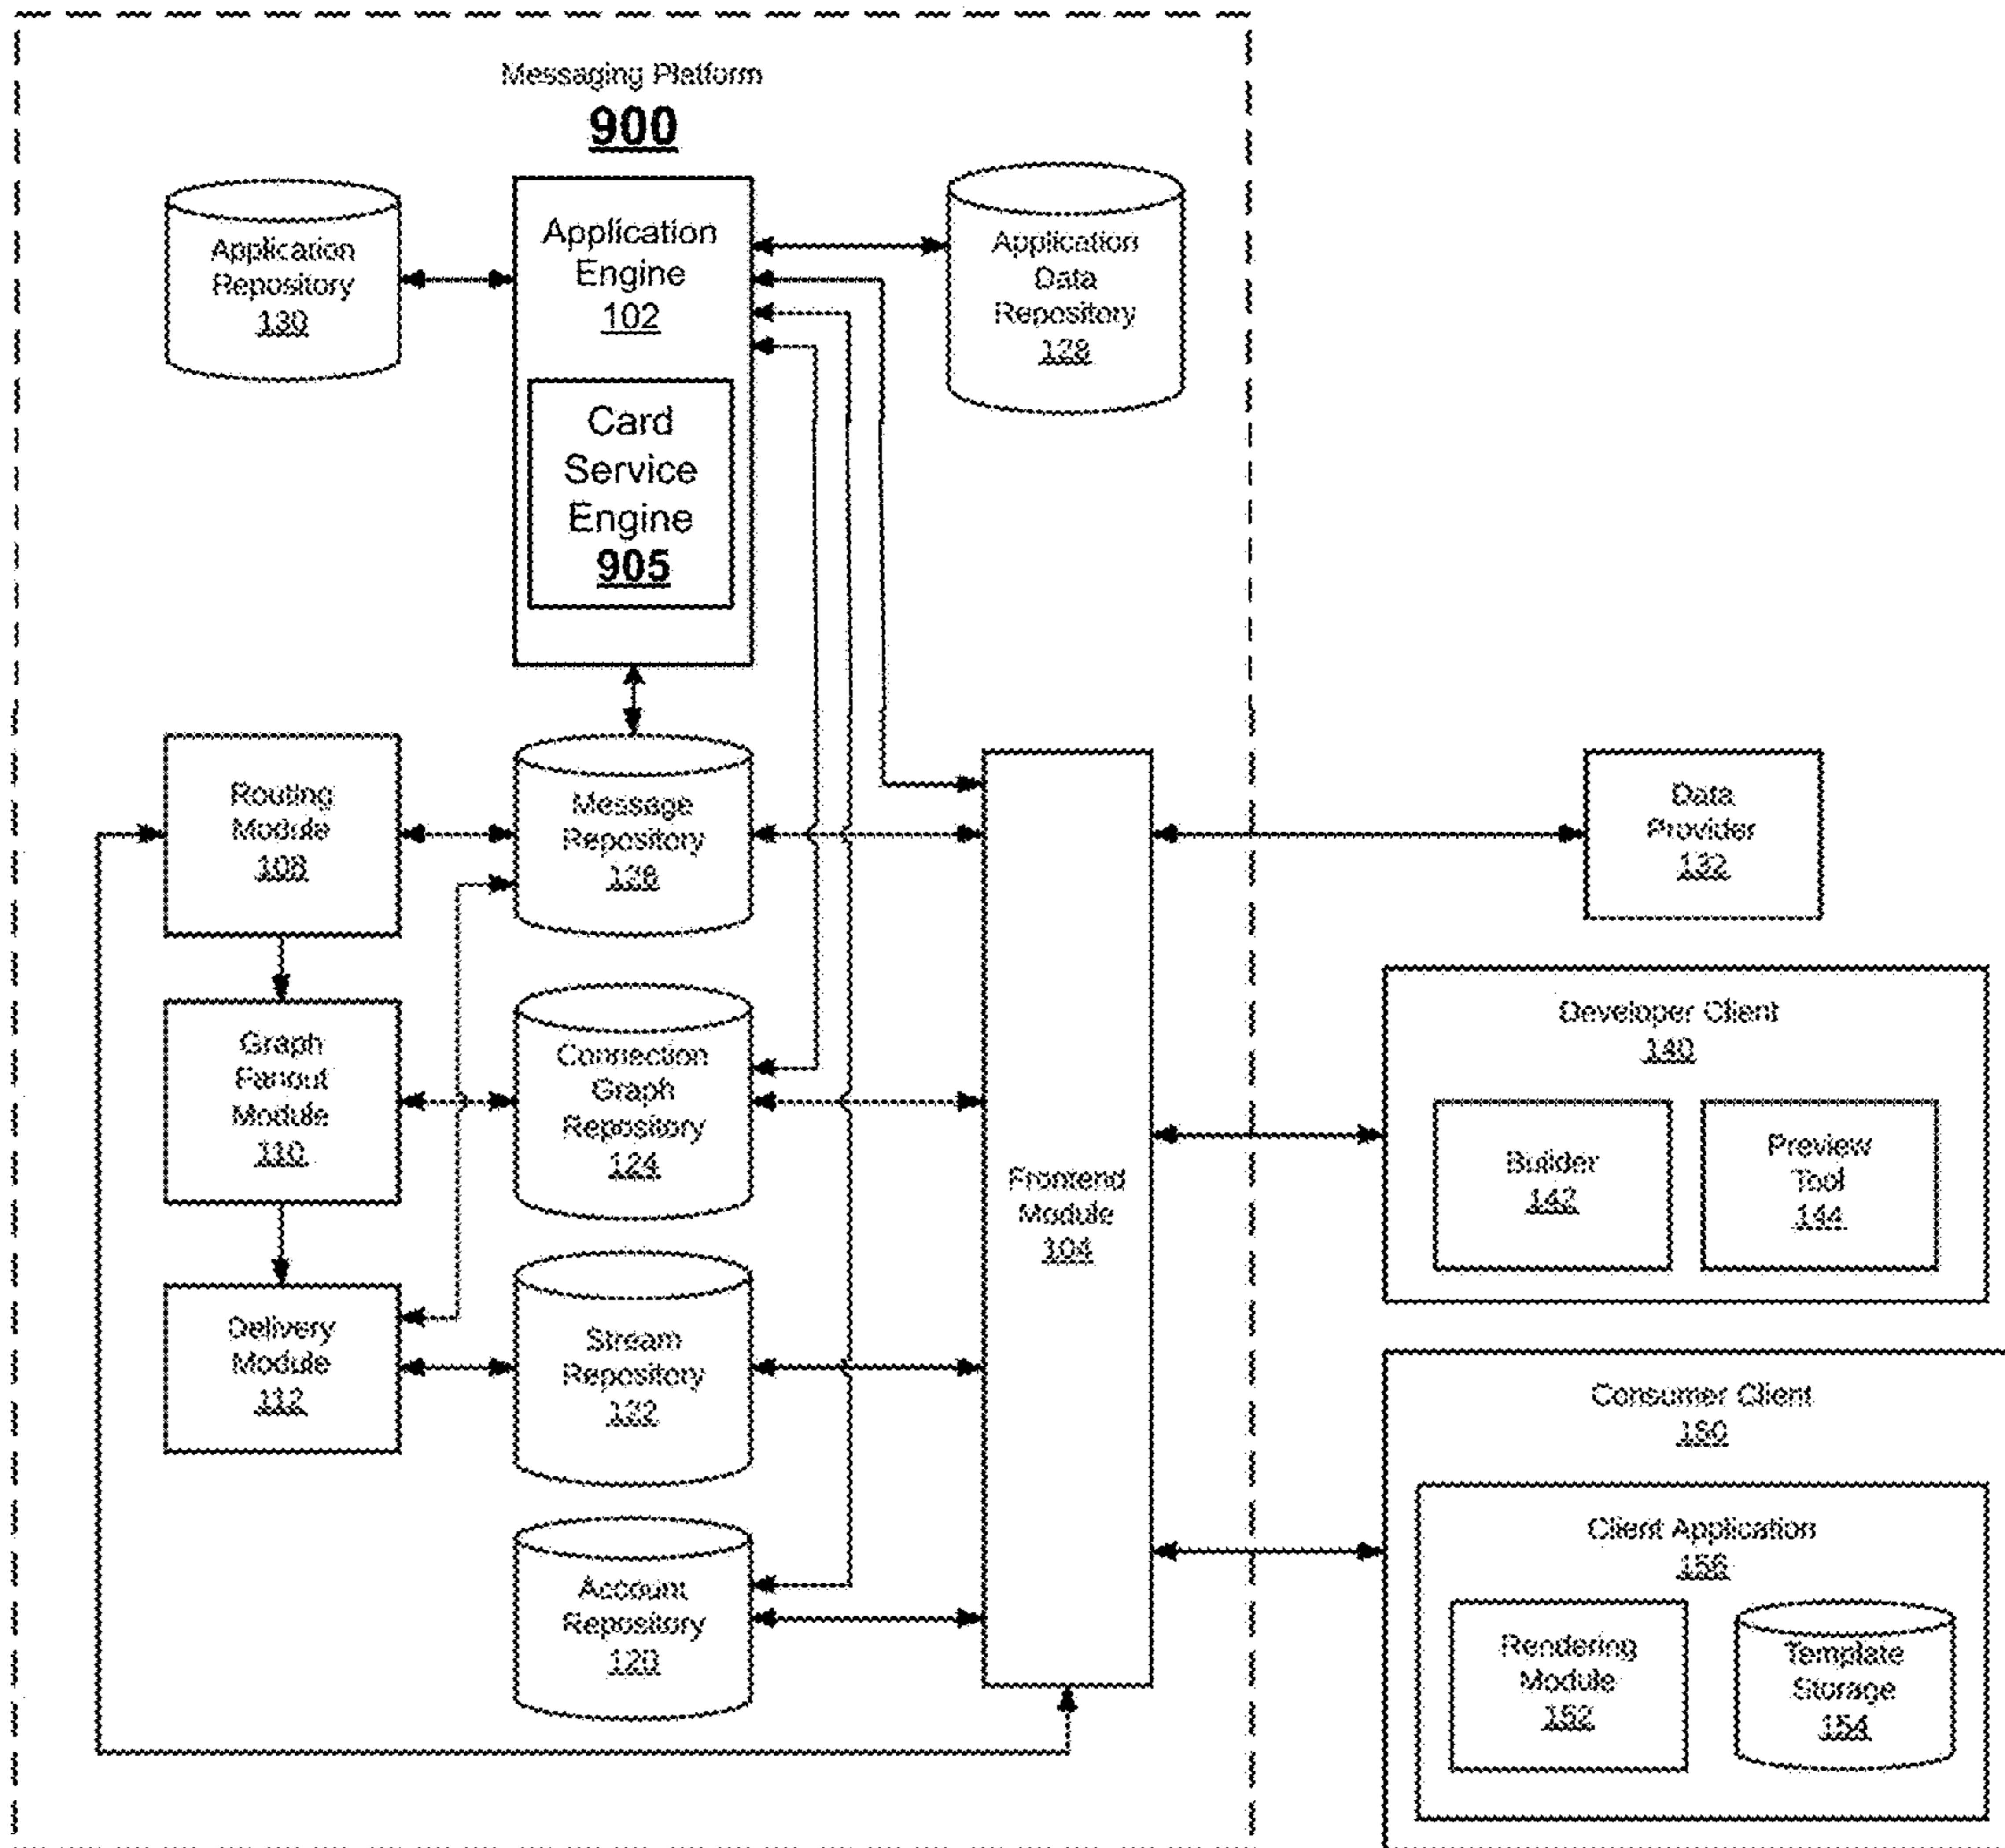 Messaging Platform
900
Application
Repository
130
Application
Engine
102
Card
Service
Engine
905
Application
Data
Repository
128
Routing
Module
108
Message
Repository
126
Graph
Fanout
Module
110
Connection
Graph
Repository
124
Delivery
Module
112
Stream
Repository
122
Account
Repository
120
Frontend
Module
104
Data
Provider
132
Developer Client
140
Builder
142
Preview
Tool
144
Consumer Client
150
Client Application
156
Rendering
Module
152
Template
Storage
154